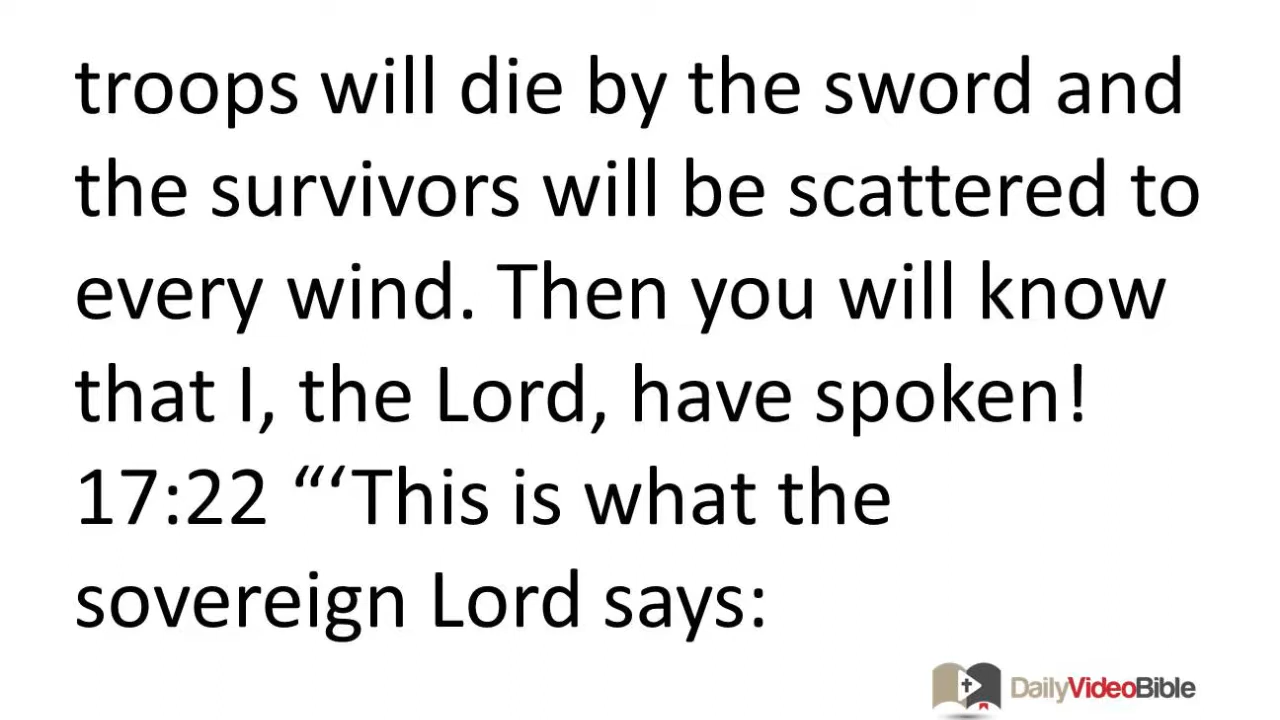 troops will die by the sword and
the survivors will be scattered to
every wind. Then you will know
that I, the Lord, have spoken!
17:22 “‘This is what the
sovereign Lord says:
DailyVideoBible